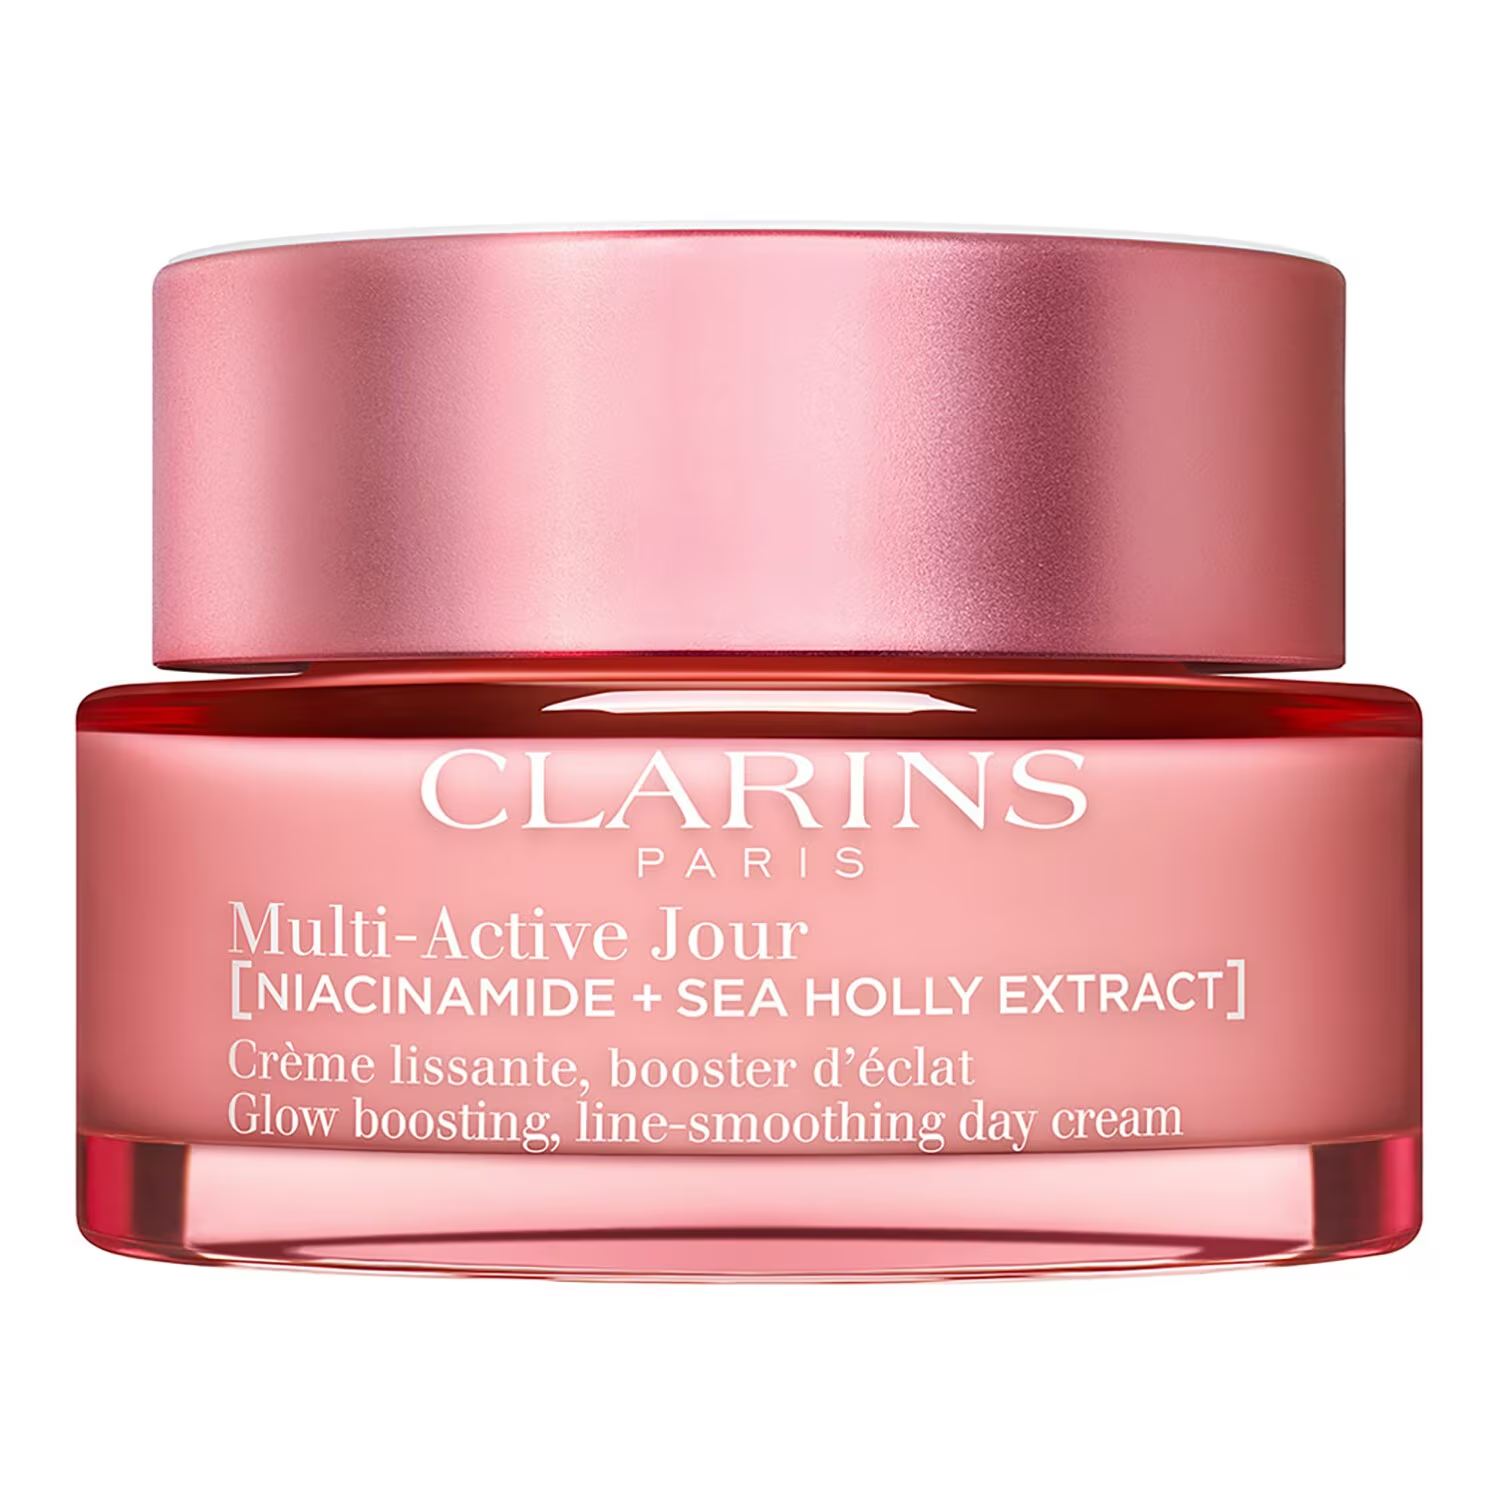 CLARINS
PARIS
Multi-Active Jour
[NIACINAMIDE + SEA HOLLY EXTRACT]
Crème lissante, booster d'éclat
Glow boosting, line-smoothing day cream